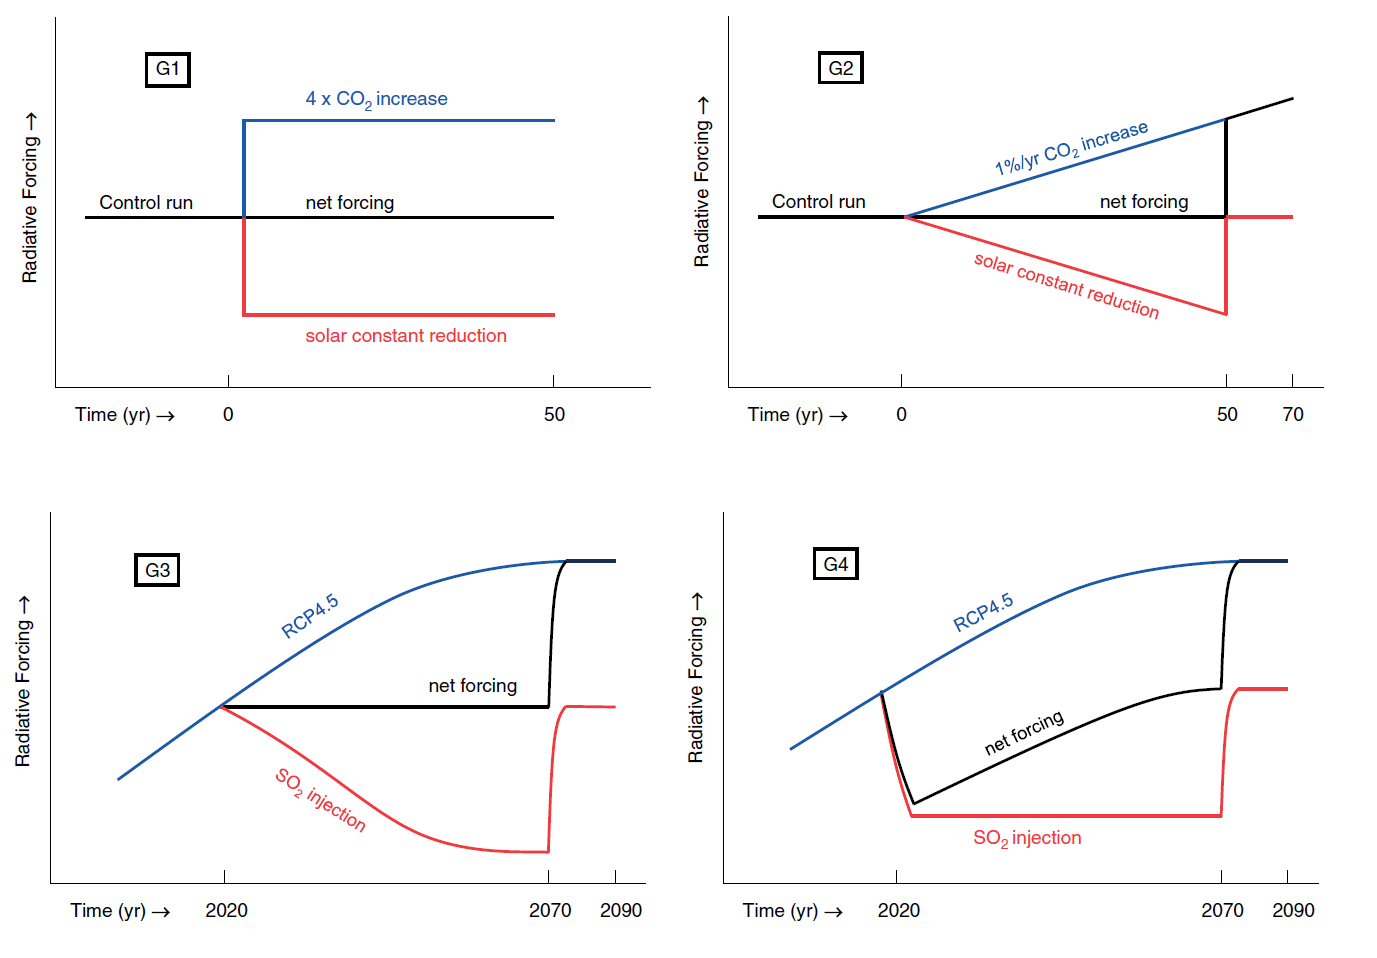 G1
4 x CO2 increase
Control run
net forcing
solar constant reduction
Radiative Forcing →
Time (yr) →
0
50
G2
1%/yr CO2 increase
Control run
net forcing
solar constant reduction
Radiative Forcing →
Time (yr) →
0
50
70
G3
RCP4.5
net forcing
SO2 injection
Radiative Forcing →
Time (yr) →
2020
2070
2090
G4
RCP4.5
net forcing
SO2 injection
Radiative Forcing →
Time (yr) →
2020
2070
2090